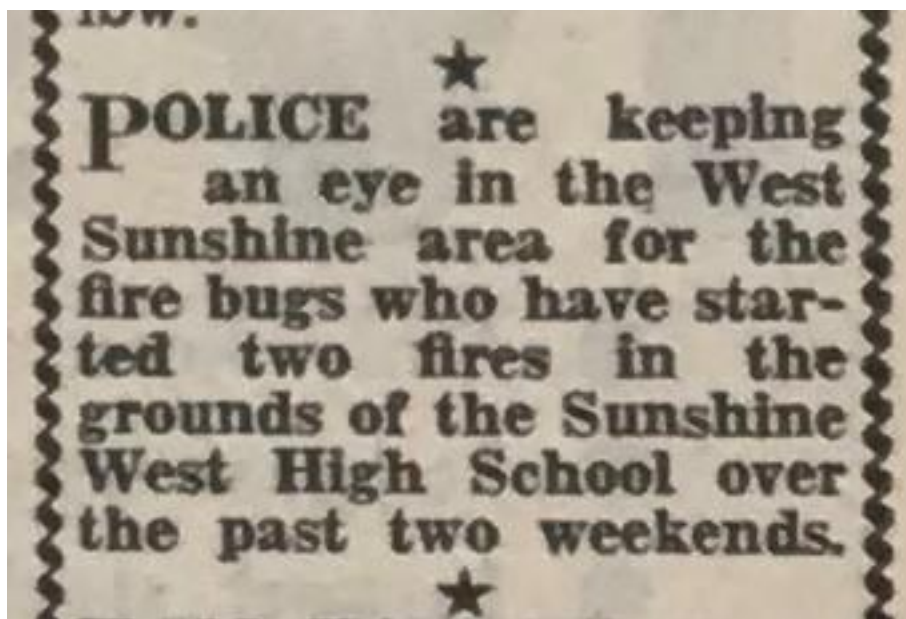 low.
POLICE are keeping
an eye in the West
Sunshine area for the
fire bugs who have star-
ted two fires in the
grounds of the Sunshine
West High School over
the past two weekends.